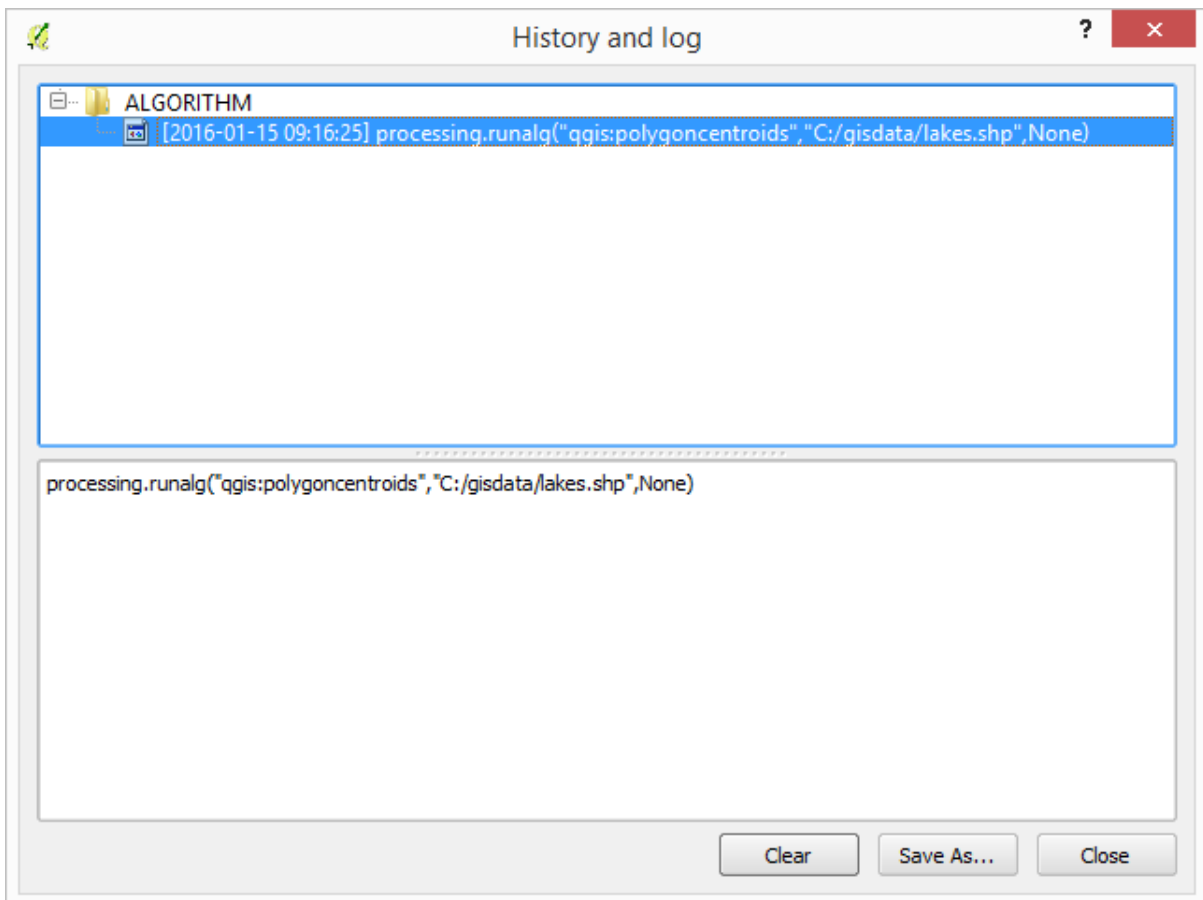 History and log
?
ALGORITHM
[2016-01-15 09:16:25] processing.runalg("qgis:polygoncentroids","C:/gisdata/lakes.shp",None)
processing.runalg("qgis:polygoncentroids","C:/gisdata/lakes.shp",None)
Clear
Save As...
Close